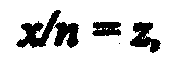 x/n = z,